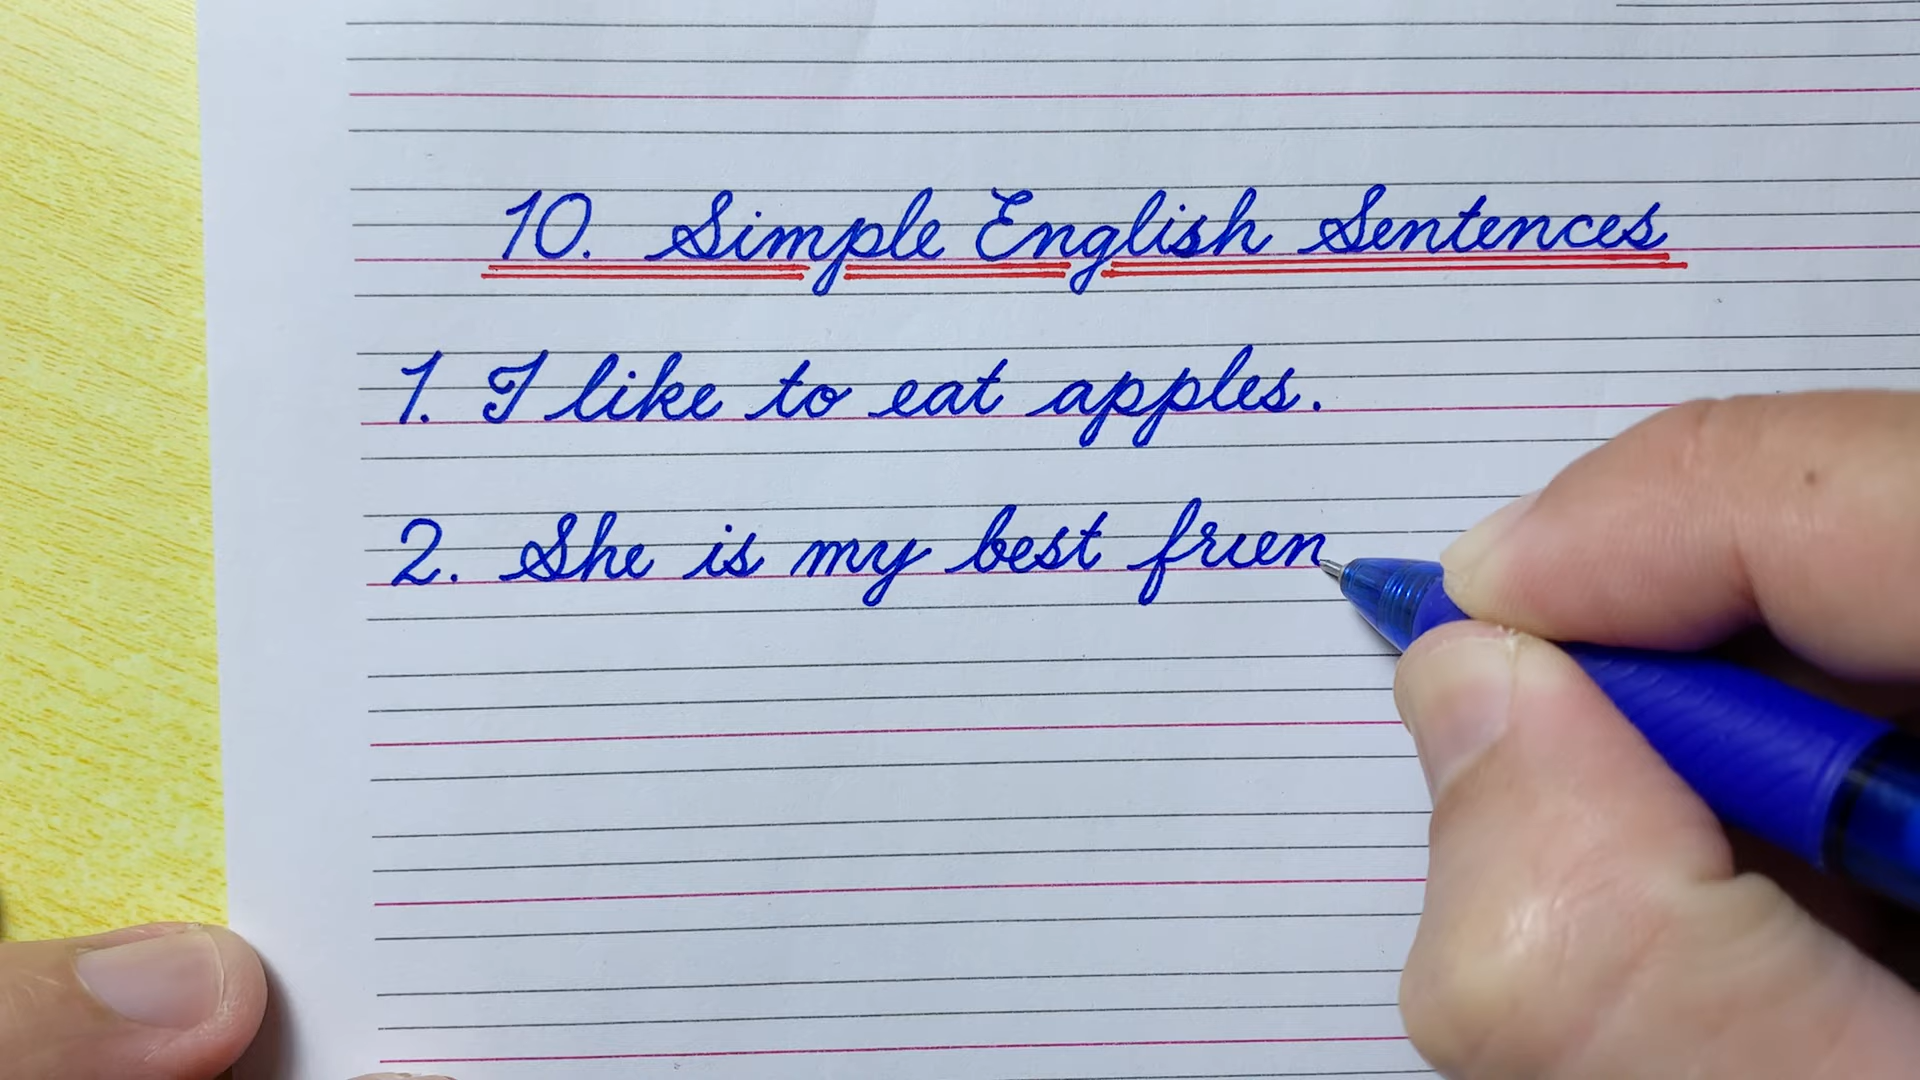 10. Simple English Sentences
1. I like to eat apples.
2. She is my best frien